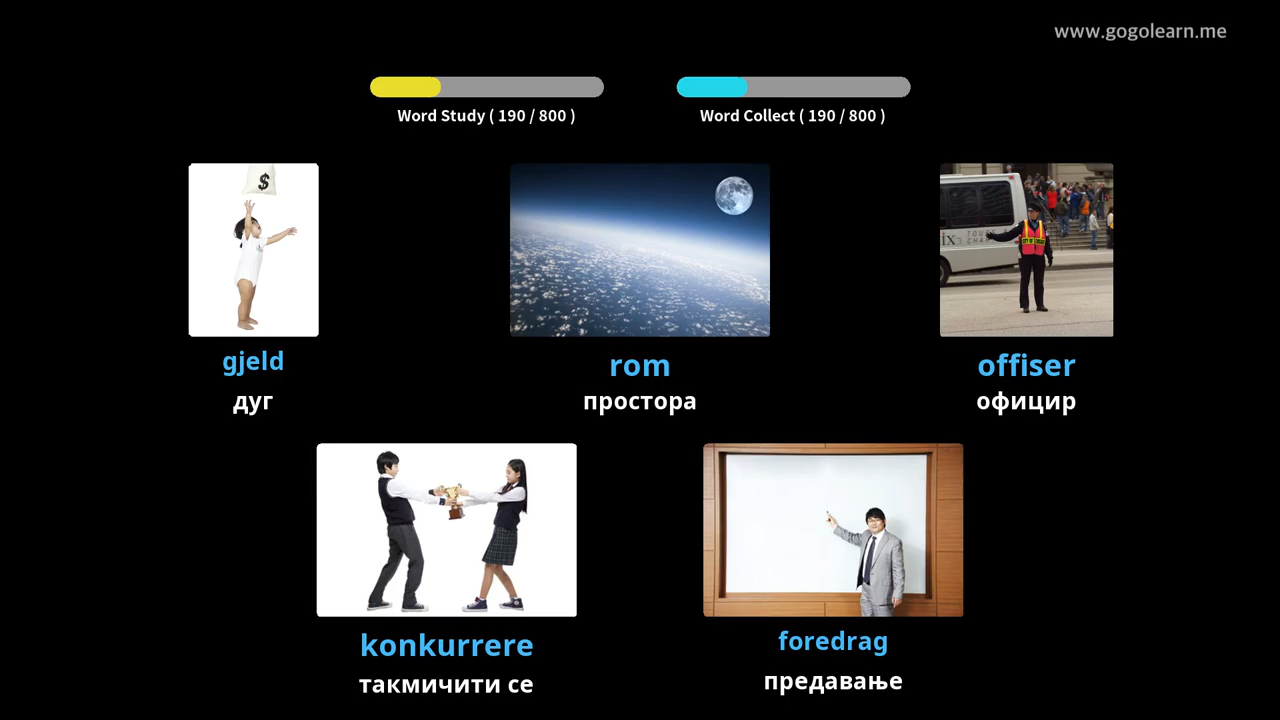 www.gogolearn.me
Word Study ( 190 / 800 )
Word Collect ( 190 / 800 )
$
gjeld
дуг
rom
простора
offiser
официр
konkurrere
такмичити се
foredrag
предавање